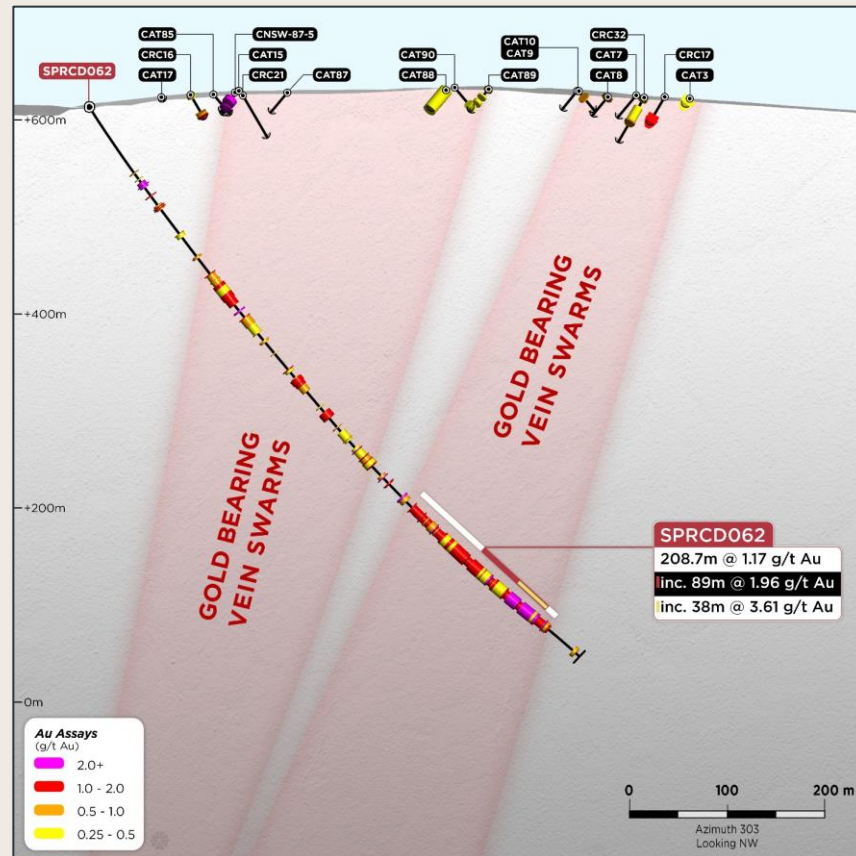 CAT85
CNSW-87-5
CRC16
CAT15
CAT17
CRC21
CAT87
SPRCD062
CAT90
CAT88
CAT89
CAT10
CAT9
CRC32
CAT7
CAT8
CRC17
CAT3
+600m
+400m
+200m
0m
GOLD BEARING
VEIN SWARMS
GOLD BEARING
VEIN SWARMS
SPRCD062
208.7m @ 1.17 g/t Au
inc. 89m @ 1.96 g/t Au
inc. 38m @ 3.61 g/t Au
Au Assays
(g/t Au)
2.0+
1.0 - 2.0
0.5 - 1.0
0.25 - 0.5
0 100 200 m
Azimuth 303
Looking NW